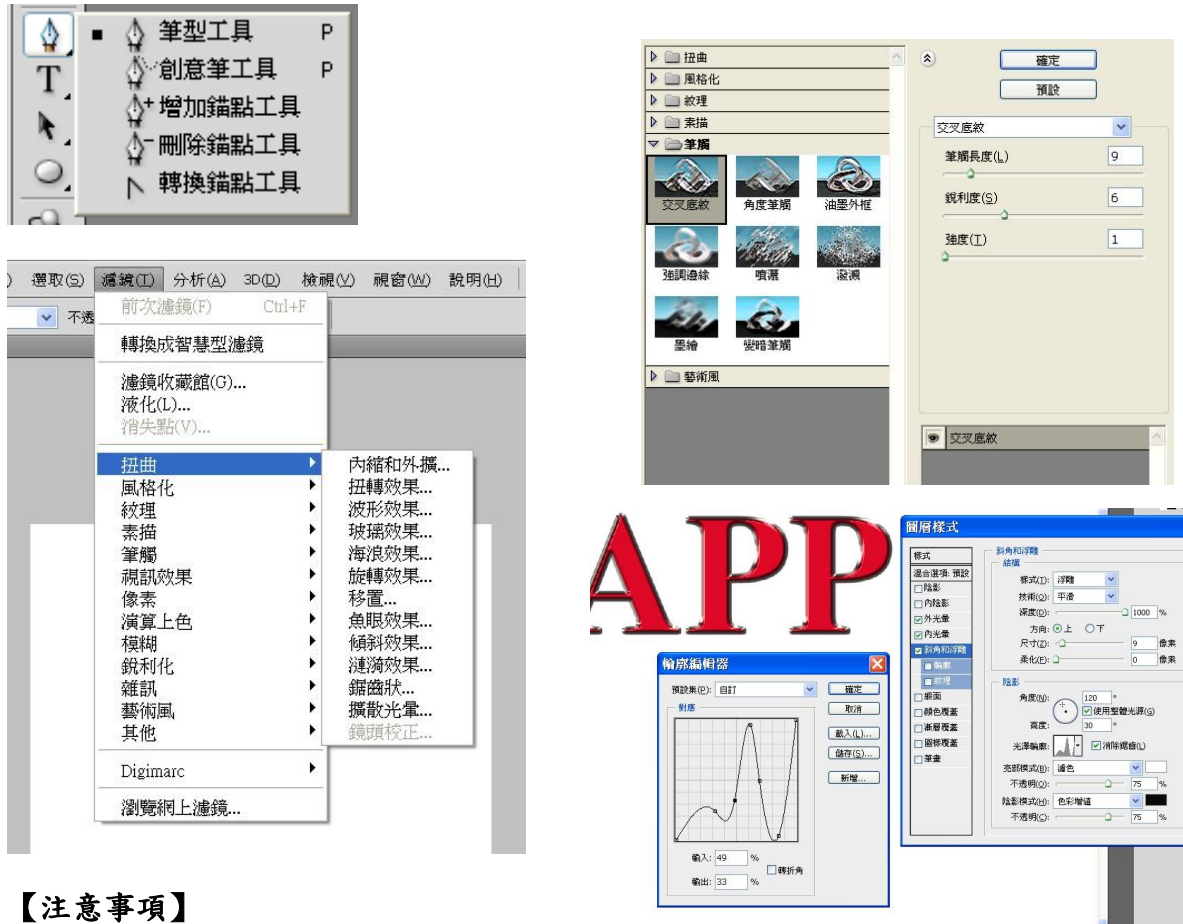 筆型工具 P
T 創意筆工具 P
增加錨點工具
刪除錨點工具
轉換錨點工具
) 選取(S) 濾鏡(T) 分析(A) 3D(D) 檢視(V) 視窗(W) 說明(H)
不透
前次濾鏡(F) Ctrl+F
轉換成智慧型濾鏡
濾鏡收藏館(G)...
液化(L)...
消失點(V)...
扭曲
風格化
紋理
素描
筆觸
視訊效果
像素
演算上色
模糊
銳利化
雜訊
藝術風
其他
Digimarc
瀏覽網上濾鏡...
內縮和外擴...
扭轉效果...
波形效果...
玻璃效果...
海浪效果...
旋轉效果...
移置...
魚眼效果...
傾斜效果...
漣漪效果...
鋸齒狀...
擴散光暈...
鏡頭校正...
【注意事項】
扭曲
風格化
紋理
素描
筆觸
交叉底紋 角度筆觸 油墨外框
強調邊緣 噴灑 潑濺
墨繪 變暗筆觸
藝術風
確定
預設
交叉底紋
筆觸長度(L) 9
銳利度(S) 6
強度(T) 1
交叉底紋
APP
輪廓編輯器
預設集(P): 自訂
對應
確定
取消
載入(L)...
儲存(S)...
新增...
輸入: 49 %
轉折角
輸出: 33 %
圖層樣式
樣式
混合選項: 預設
陰影
內陰影
外光暈
內光暈
斜角和浮雕
輪廓
紋理
緞面
顏色覆蓋
漸層覆蓋
圖樣覆蓋
筆畫
斜角和浮雕
結構
樣式(T): 浮雕
技術(Q): 平滑
深度(D): 1000 %
方向: 上 下
尺寸(Z): 9 像素
柔化(F): 0 像素
陰影
角度(N): 120 °
使用整體光源(G)
高度: 30 °
光澤輪廓: 消除鋸齒(L)
亮部模式(B): 濾色
不透明(O): 75 %
陰影模式(H): 色彩增值
不透明(C): 75 %